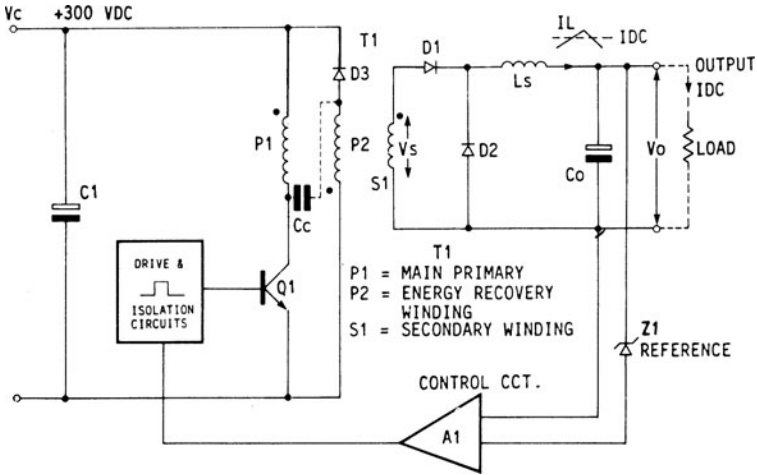 Vc +300 VDC
T1
D3
P1
P2
Cc
C1
DRIVE &
ISOLATION
CIRCUITS
Q1
D1
Ls
IL
IDC
OUTPUT
IDC
Vs
S1
D2
Co
Vo
LOAD
T1
P1 = MAIN PRIMARY
P2 = ENERGY RECOVERY
WINDING
S1 = SECONDARY WINDING
Z1
REFERENCE
CONTROL CCT.
A1